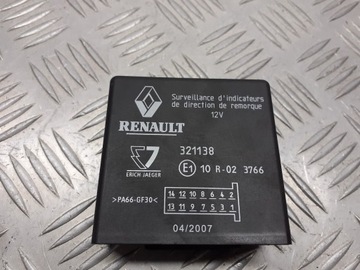 Surveillance d'indicateurs
de direction de remorque
12V
RENAULT
321138
E1 10 R-02 3766
ERICH JAEGER
>PA66-GF30<
14 12 10 8 6 4 2
13 11 9 7 5 3 1
04/2007